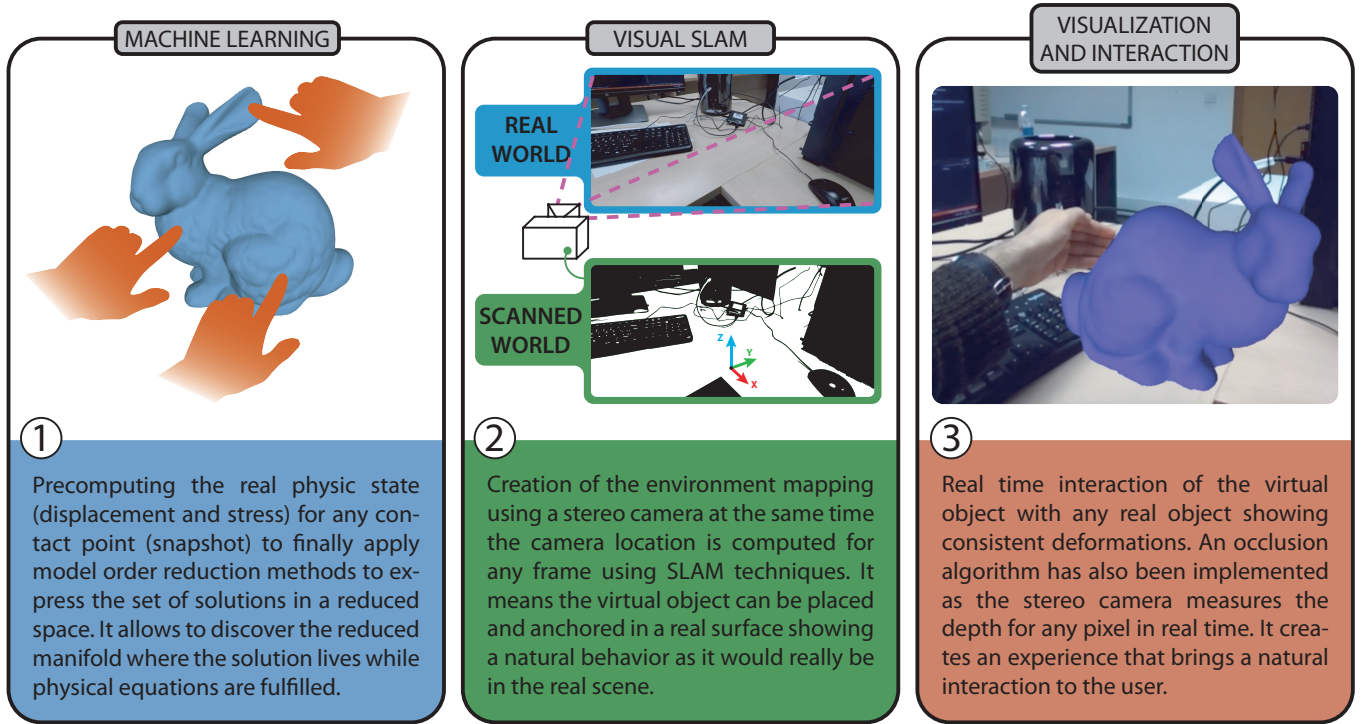 MACHINE LEARNING
1
Precomputing the real physic state
(displacement and stress) for any con-
tact point (snapshot) to finally apply
model order reduction methods to ex-
press the set of solutions in a reduced
space. It allows to discover the reduced
manifold where the solution lives while
physical equations are fulfilled.
VISUAL SLAM
REAL
WORLD
SCANNED
WORLD
Z
Y
X
2
Creation of the environment mapping
using a stereo camera at the same time
the camera location is computed for
any frame using SLAM techniques. It
means the virtual object can be placed
and anchored in a real surface showing
a natural behavior as it would really be
in the real scene.
VISUALIZATION
AND INTERACTION
3
Real time interaction of the virtual
object with any real object showing
consistent deformations. An occlusion
algorithm has also been implemented
as the stereo camera measures the
depth for any pixel in real time. It crea-
tes an experience that brings a natural
interaction to the user.